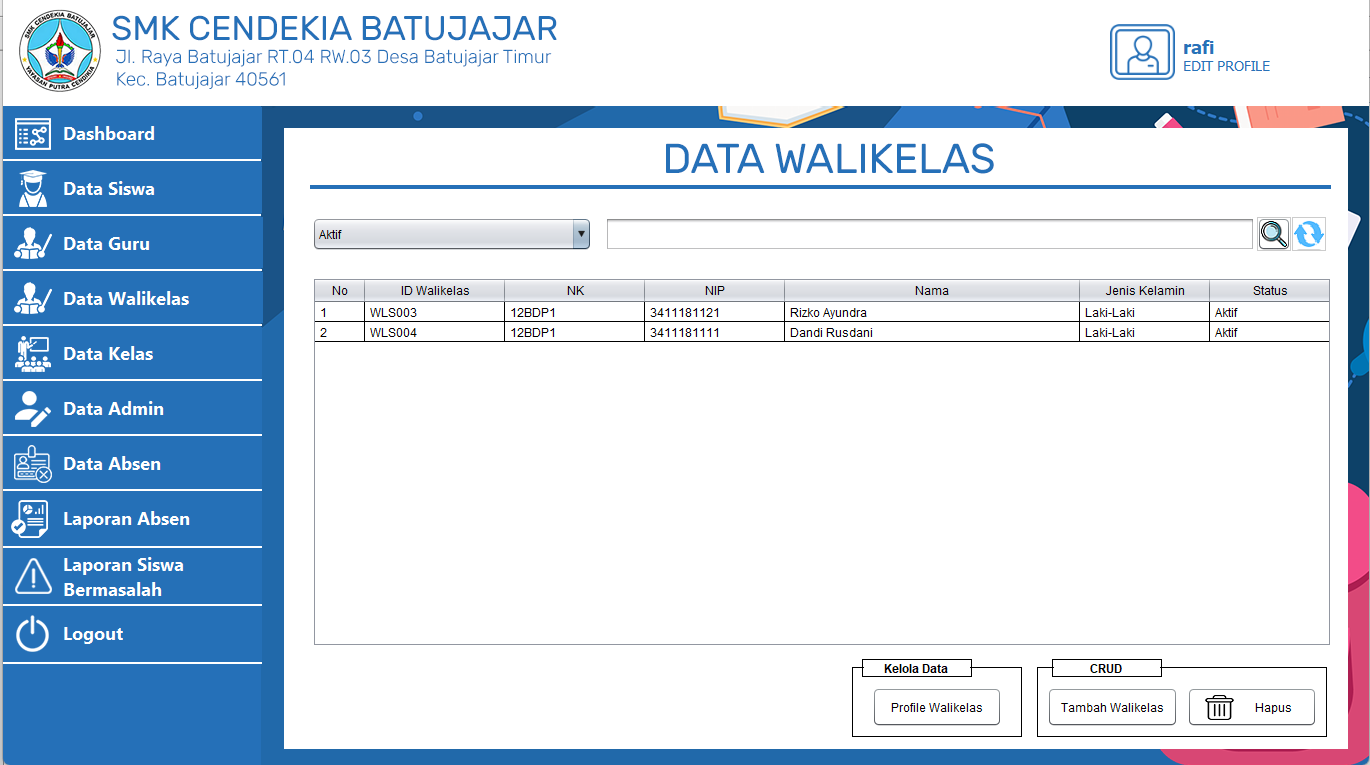 SMK CENDEKIA BATUJAJAR
YAYASAN PUTRA CENDIKIA
SMK CENDEKIA BATUJAJAR
Jl. Raya Batujajar RT.04 RW.03 Desa Batujajar Timur
Kec. Batujajar 40561
rafi
EDIT PROFILE
Dashboard
Data Siswa
Data Guru
Data Walikelas
Data Kelas
Data Admin
Data Absen
Laporan Absen
Laporan Siswa
Bermasalah
Logout
DATA WALIKELAS
Aktif
No ID Walikelas NK NIP Nama Jenis Kelamin Status
1 WLS003 12BDP1 3411181121 Rizko Ayundra Laki-Laki Aktif
2 WLS004 12BDP1 3411181111 Dandi Rusdani Laki-Laki Aktif
Kelola Data
Profile Walikelas
CRUD
Tambah Walikelas Hapus